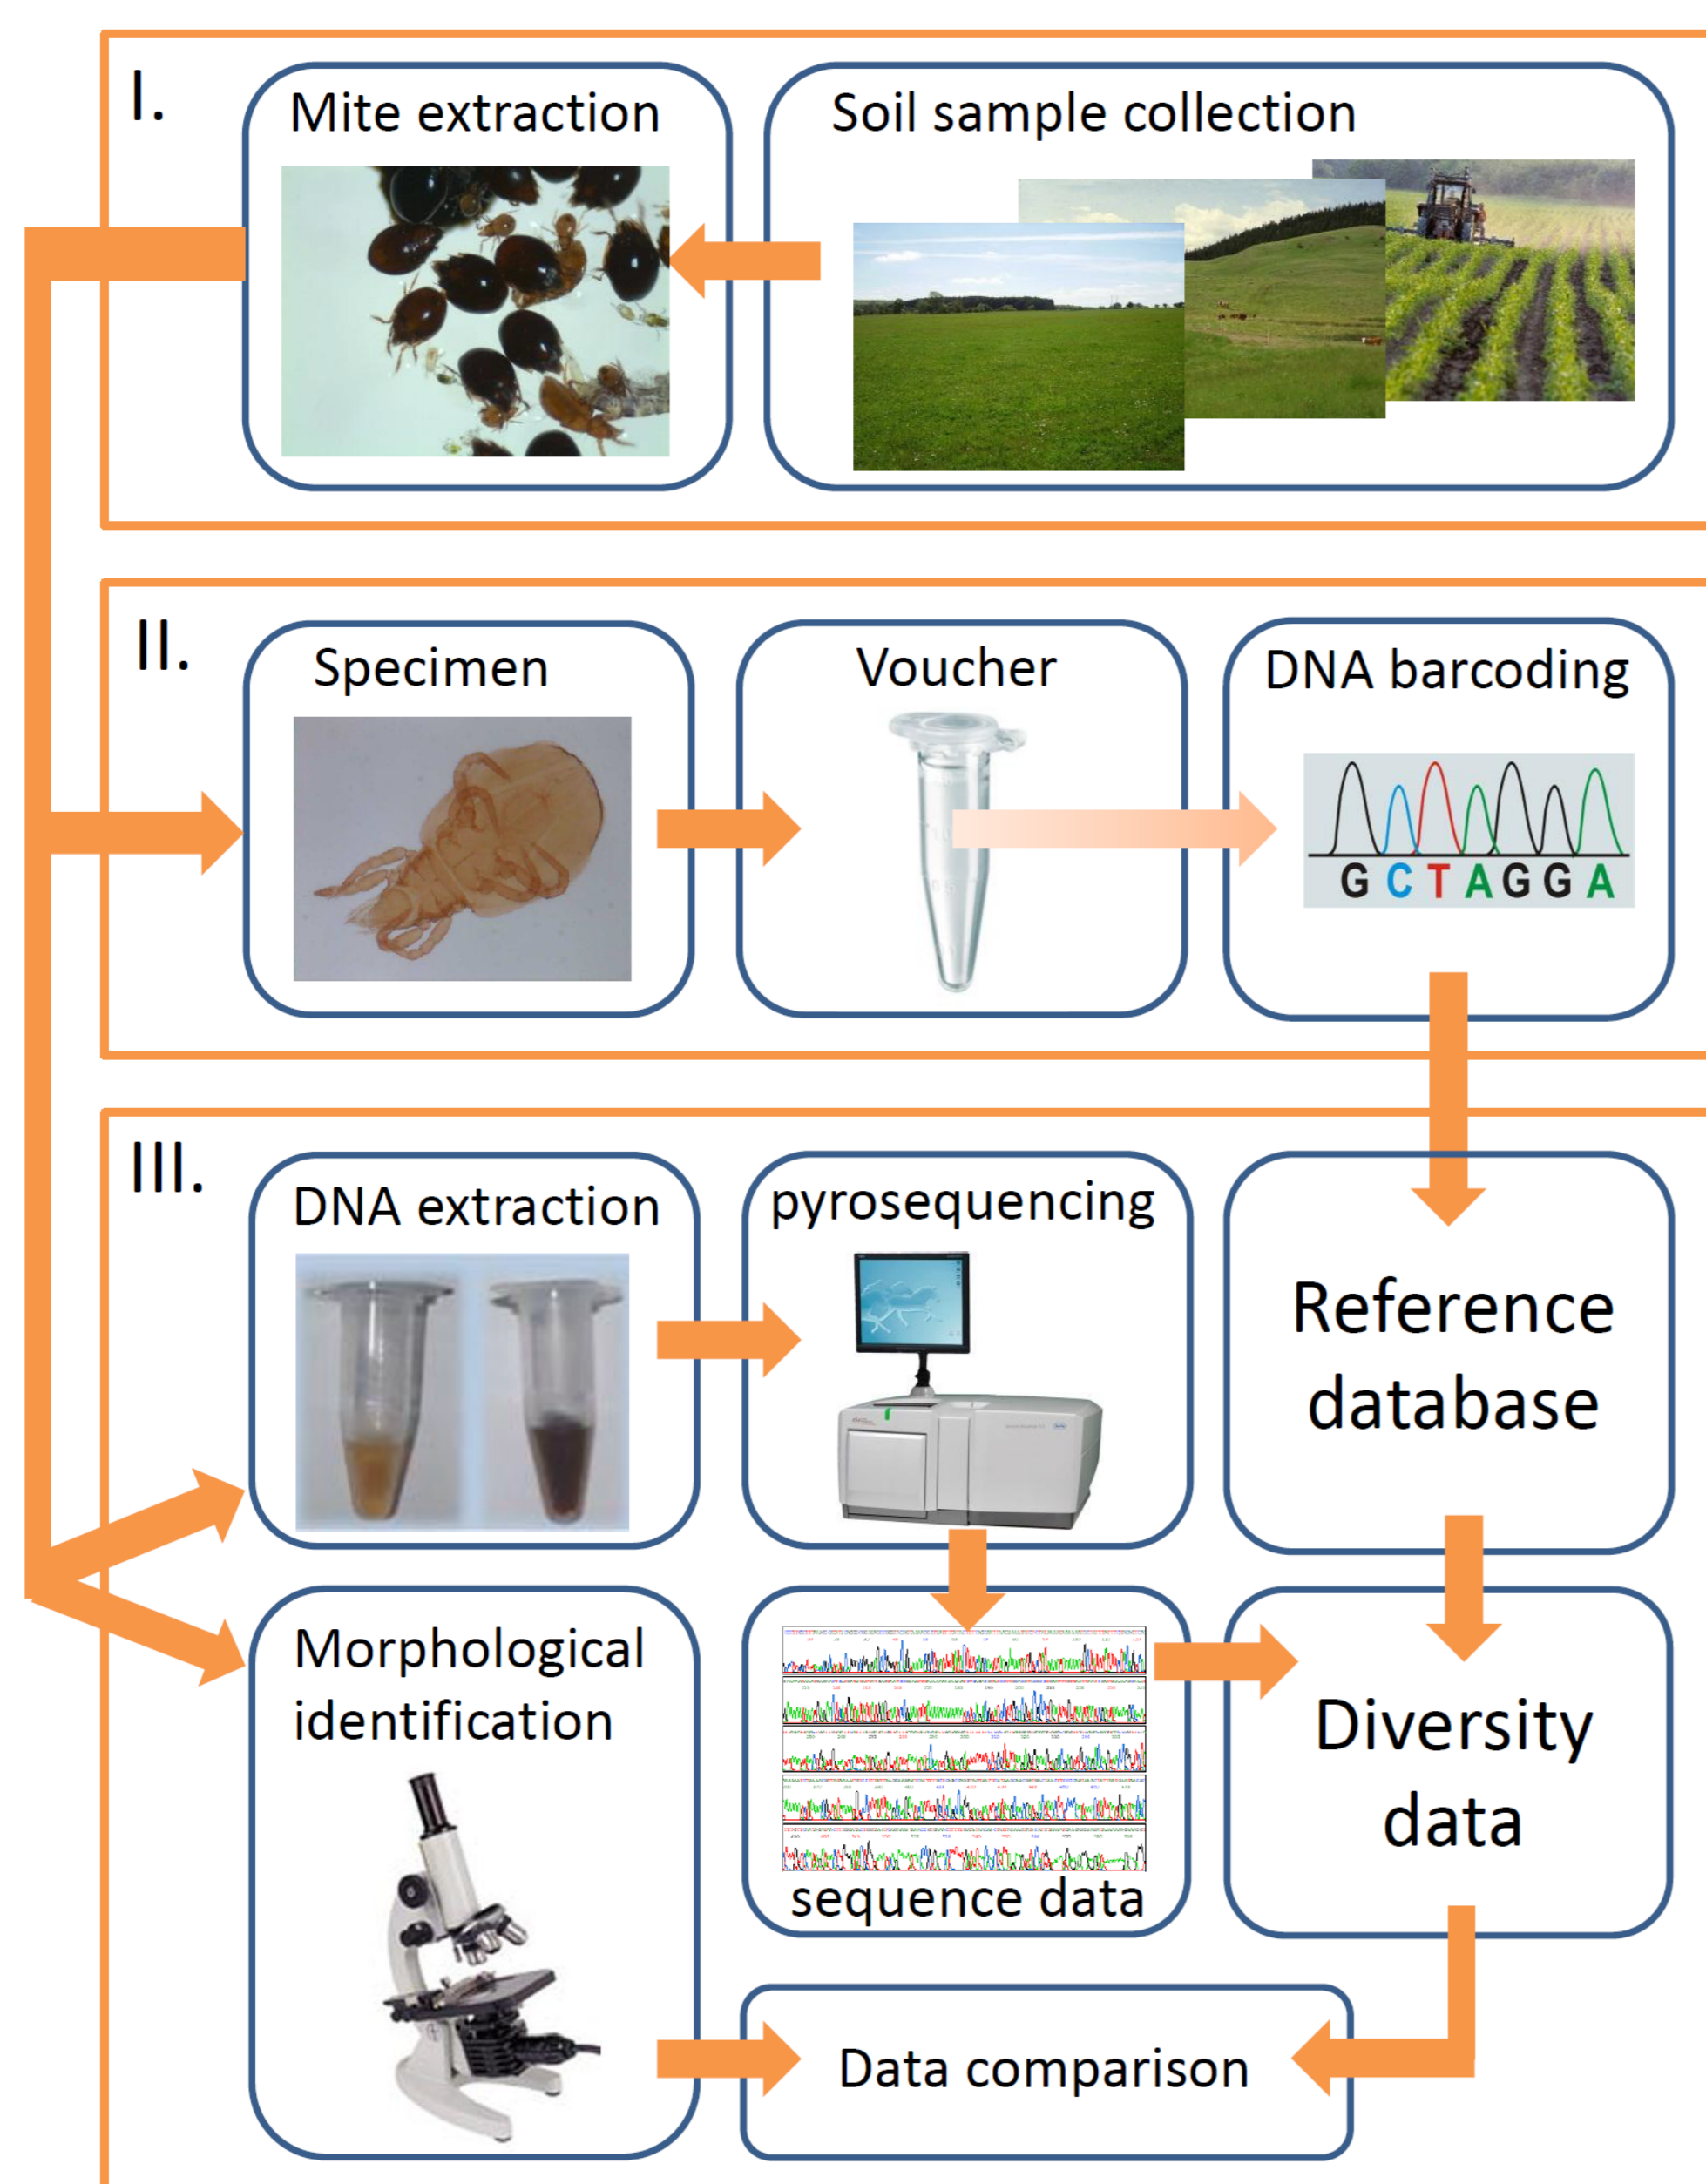 I.
Mite extraction
Soil sample collection
II.
Specimen
Voucher
DNA barcoding
G C T A G G A
III.
DNA extraction
pyrosequencing
Reference
database
Morphological
identification
sequence data
Diversity
data
Data comparison